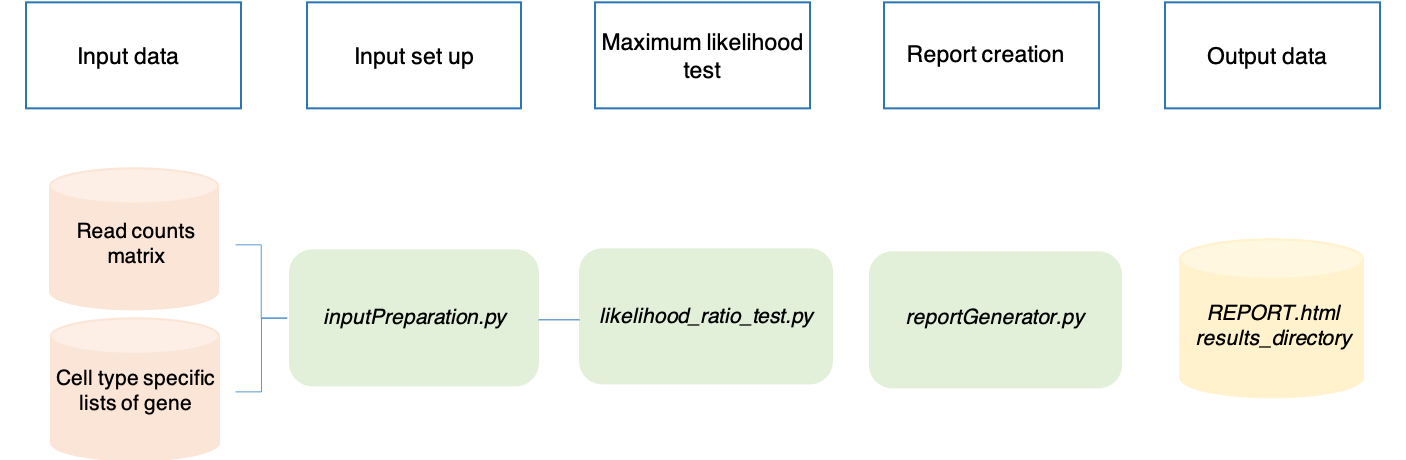 Input data
Input set up
Maximum likelihood
test
Report creation
Output data
Read counts
matrix
Cell type specific
lists of gene
inputPreparation.py
likelihood_ratio_test.py
reportGenerator.py
REPORT.html
results_directory